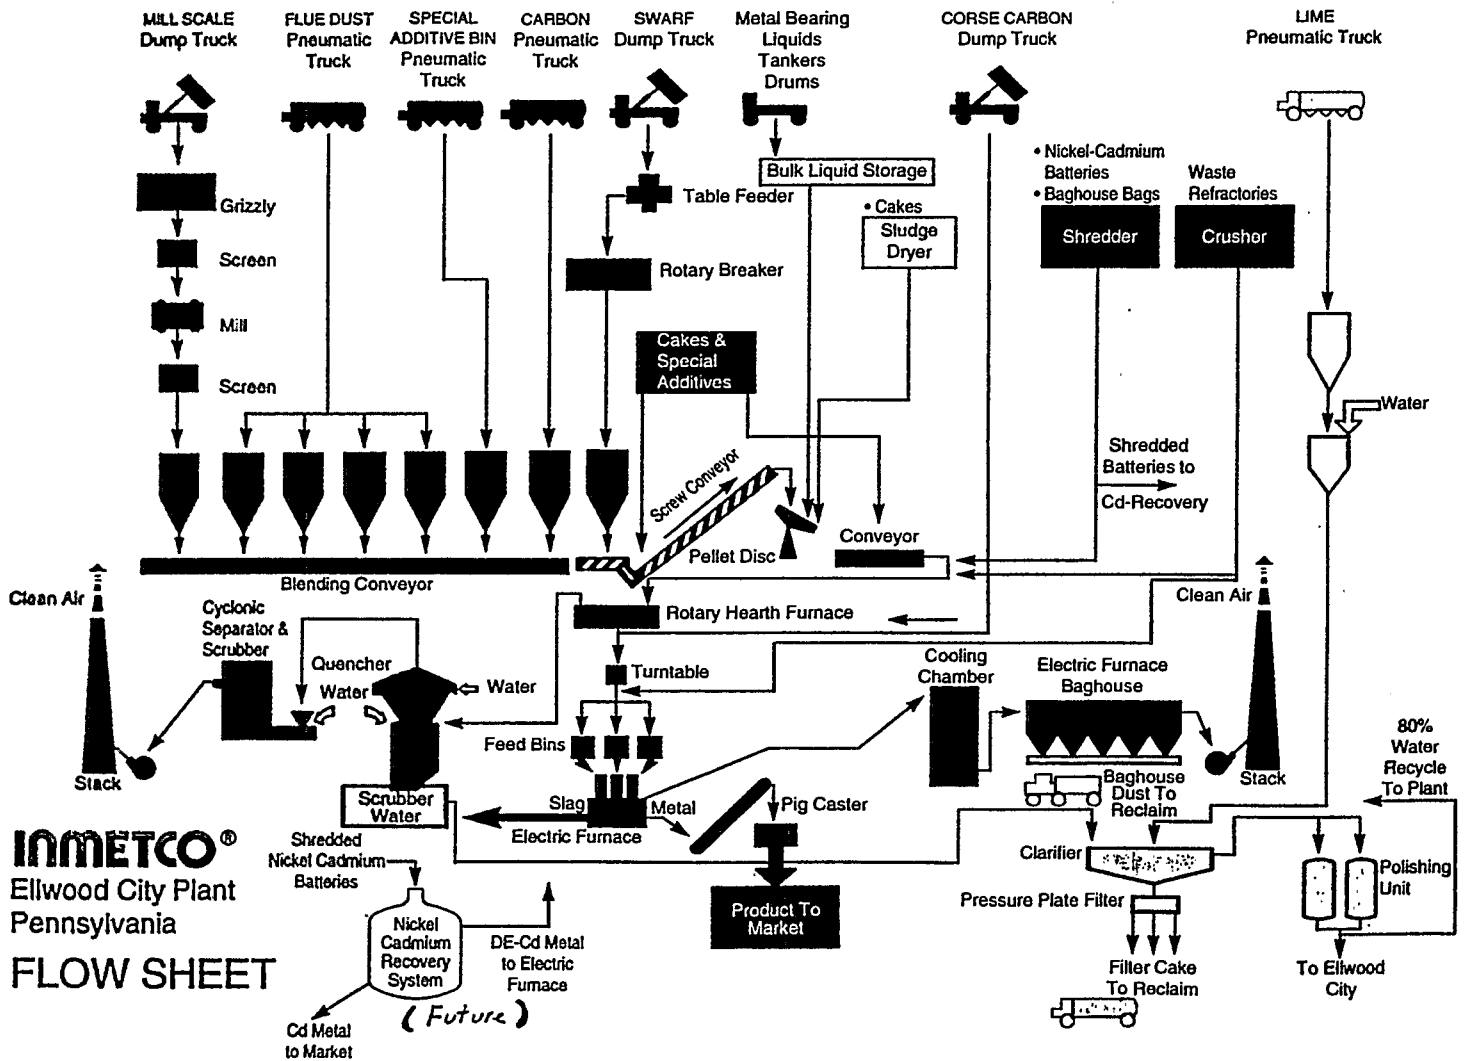 MILL SCALE
Dump Truck
FLUE DUST
Pneumatic
Truck
SPECIAL
ADDITIVE BIN
Pneumatic
Truck
CARBON
Pneumatic
Truck
SWARF
Dump Truck
Metal Bearing
Liquids
Tankers
Drums
CORSE CARBON
Dump Truck
LIME
Pneumatic Truck
Grizzly
Screen
Mill
Screen
Table Feeder
Rotary Breaker
Bulk Liquid Storage
• Cakes
Sludge
Dryer
• Nickel-Cadmium
Batteries
• Baghouse Bags
Shredder
Waste
Refractories
Crusher
Cakes &
Special
Additives
Water
Shredded
Batteries to
Cd-Recovery
Screw Conveyor
Pellet Disc
Conveyor
Blending Conveyor
Clean Air
Cyclonic
Separator &
Scrubber
Rotary Hearth Furnace
Clean Air
Quencher
Water
Water
Turntable
Cooling
Chamber
Electric Furnace
Baghouse
Feed Bins
Stack
Scrubber
Water
Slag
Metal
Electric Furnace
Pig Caster
Baghouse
Dust To
Reclaim
Stack
80%
Water
Recycle
To Plant
INMETCO®
Ellwood City Plant
Pennsylvania
FLOW SHEET
Shredded
Nickel Cadmium
Batteries
Nickel
Cadmium
Recovery
System
(Future)
DE-Cd Metal
to Electric
Furnace
Cd Metal
to Market
Product To
Market
Clarifier
Pressure Plate Filter
Filter Cake
To Reclaim
Polishing
Unit
To Ellwood
City